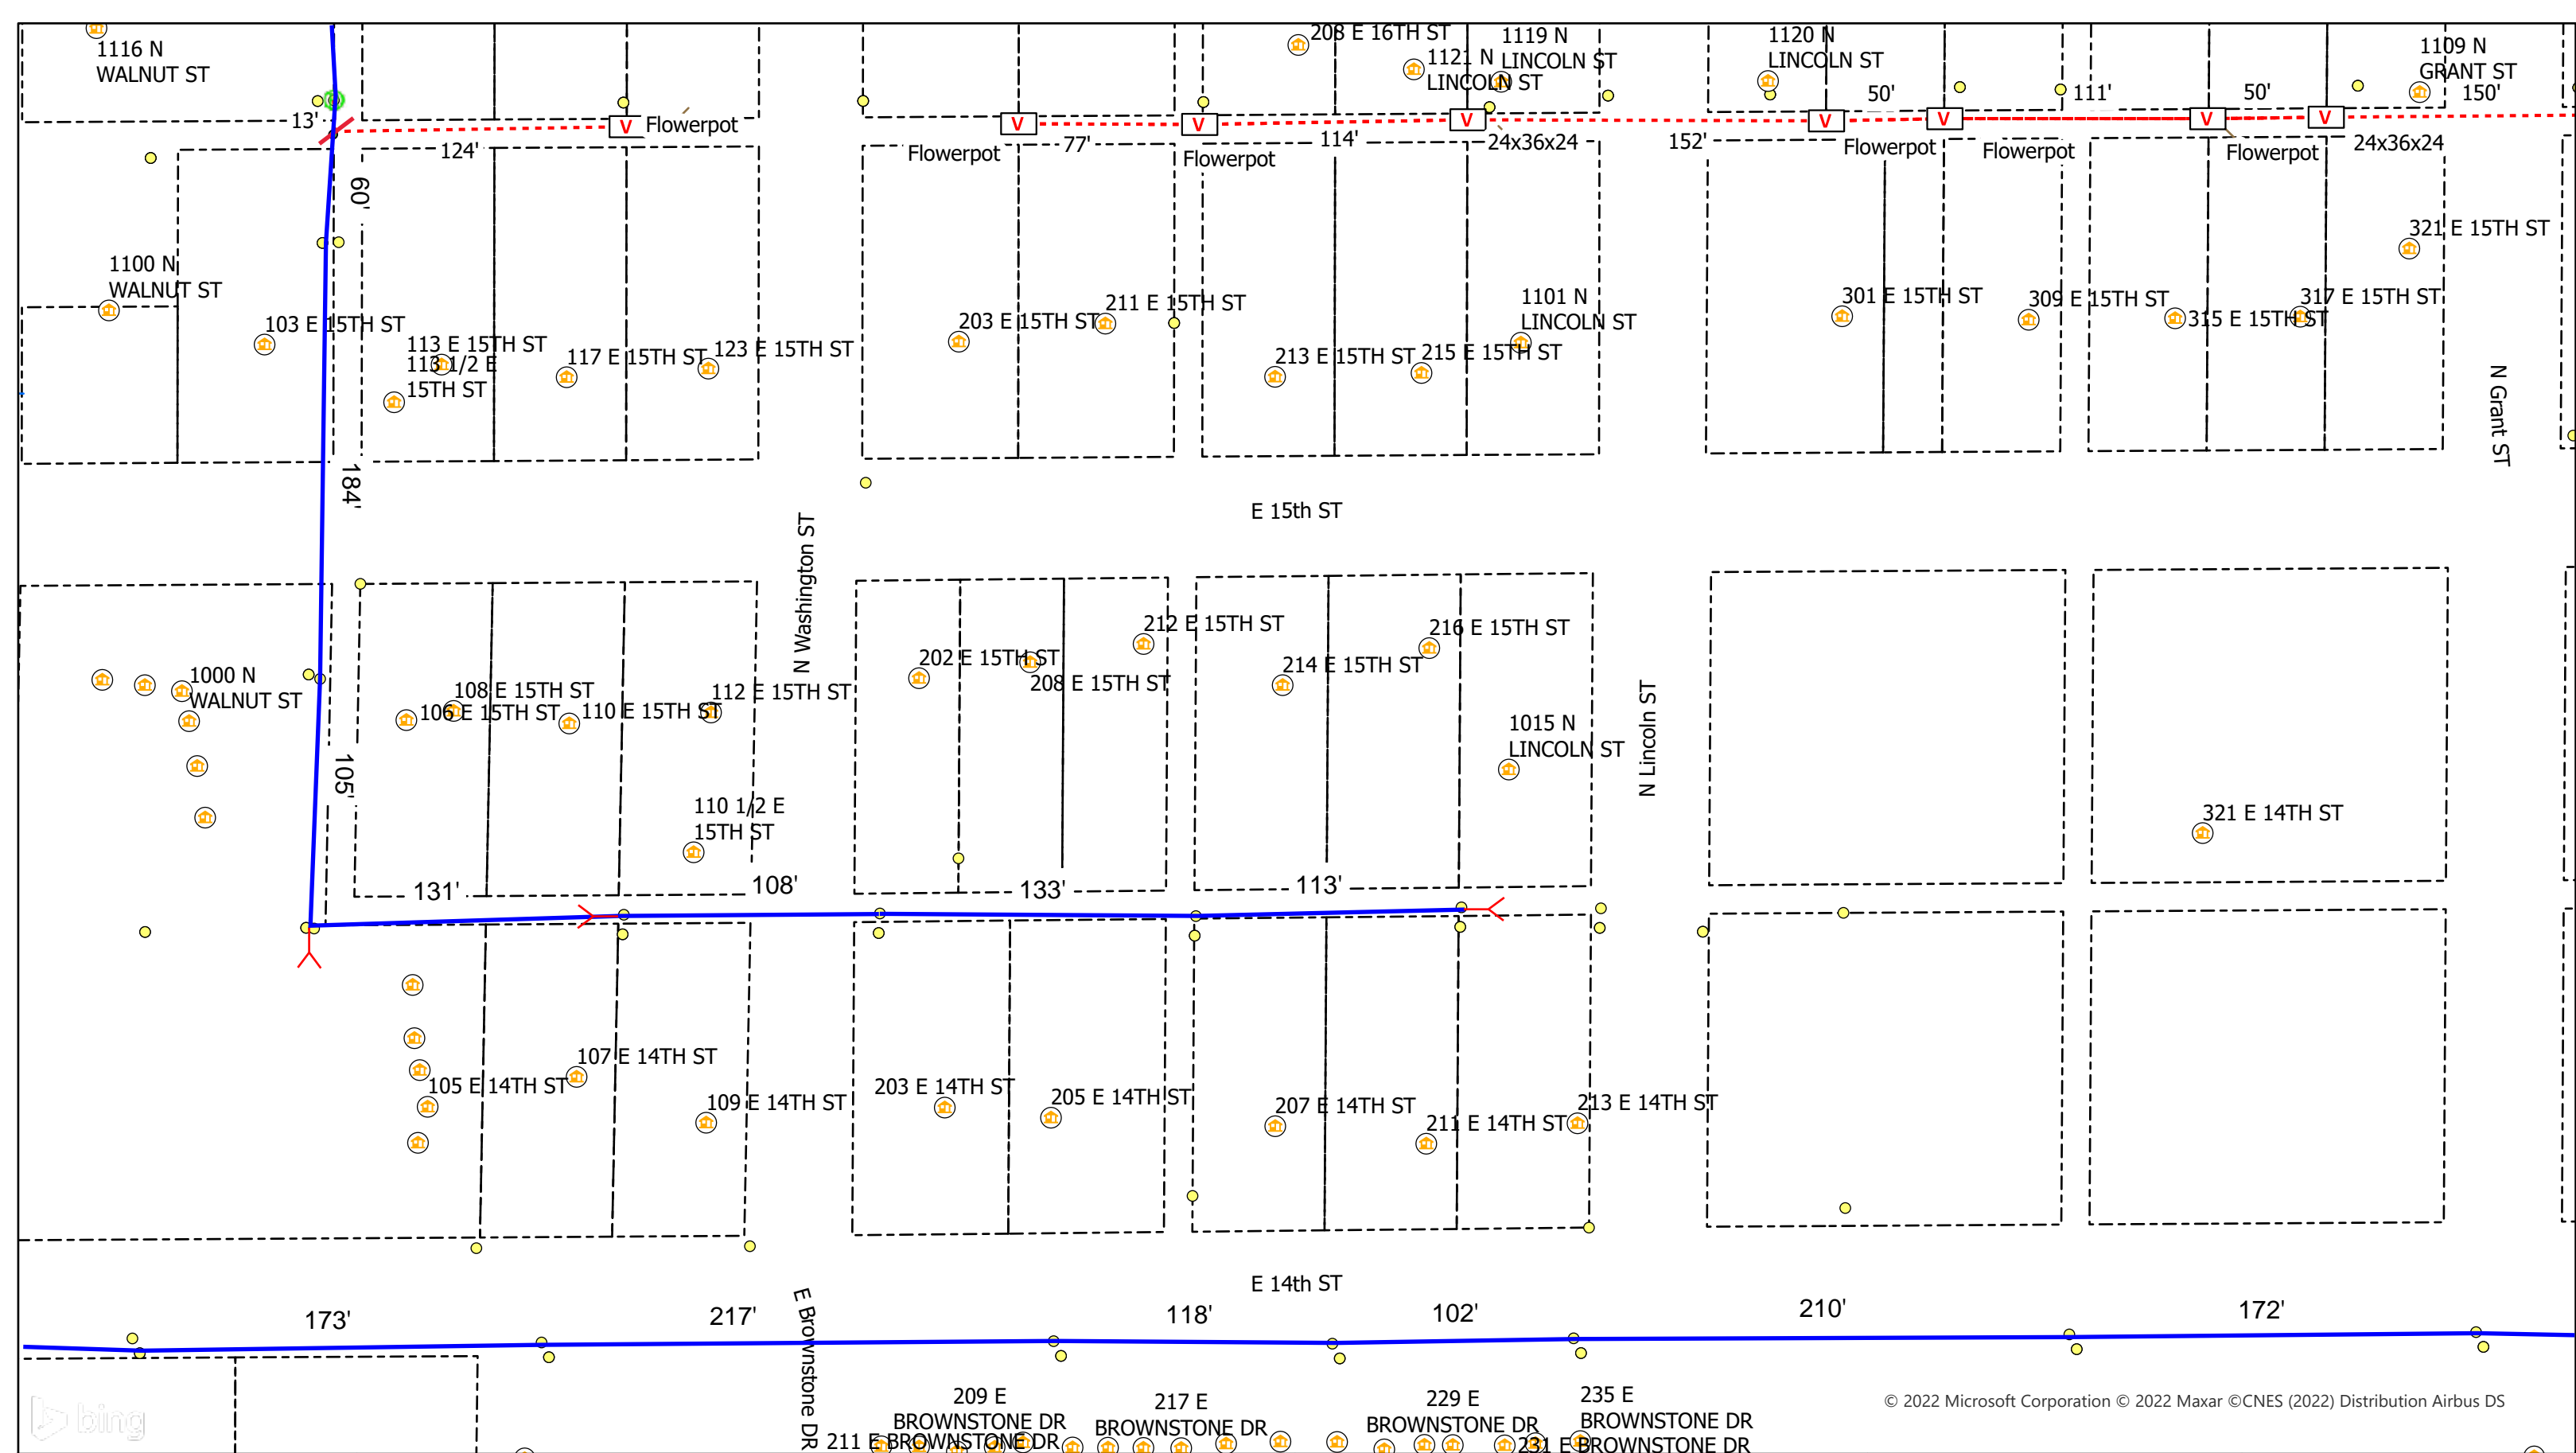 1116 N
WALNUT ST
208 E 16TH ST
1121 N
LINCOLN ST
1119 N
LINCOLN ST
1120 N
LINCOLN ST
1109 N
GRANT ST
13'
V
Flowerpot
V
V
V
V
50'
V
111'
V
50'
V
150'
124'
Flowerpot
77'
Flowerpot
114'
24x36x24
152'
Flowerpot
Flowerpot
Flowerpot
24x36x24
60'
1100 N
WALNUT ST
103 E 15TH ST
113 E 15TH ST
113 1/2 E
15TH ST
117 E 15TH ST
123 E 15TH ST
203 E 15TH ST
211 E 15TH ST
213 E 15TH ST
215 E 15TH ST
1101 N
LINCOLN ST
301 E 15TH ST
309 E 15TH ST
315 E 15TH ST
317 E 15TH ST
321 E 15TH ST
N Grant ST
184'
E 15th ST
N Washington ST
1000 N
WALNUT ST
108 E 15TH ST
106 E 15TH ST
110 E 15TH ST
112 E 15TH ST
202 E 15TH ST
208 E 15TH ST
212 E 15TH ST
214 E 15TH ST
216 E 15TH ST
1015 N
LINCOLN ST
N Lincoln ST
105'
110 1/2 E
15TH ST
321 E 14TH ST
131'
108'
133'
113'
105 E 14TH ST
107 E 14TH ST
109 E 14TH ST
203 E 14TH ST
205 E 14TH ST
207 E 14TH ST
211 E 14TH ST
213 E 14TH ST
E 14th ST
173'
217'
E Brownstone DR
118'
102'
210'
172'
209 E
BROWNSTONE DR
211 E BROWNSTONE DR
217 E
BROWNSTONE DR
229 E
BROWNSTONE DR
235 E
BROWNSTONE DR
231 E BROWNSTONE DR
bing
© 2022 Microsoft Corporation © 2022 Maxar ©CNES (2022) Distribution Airbus DS